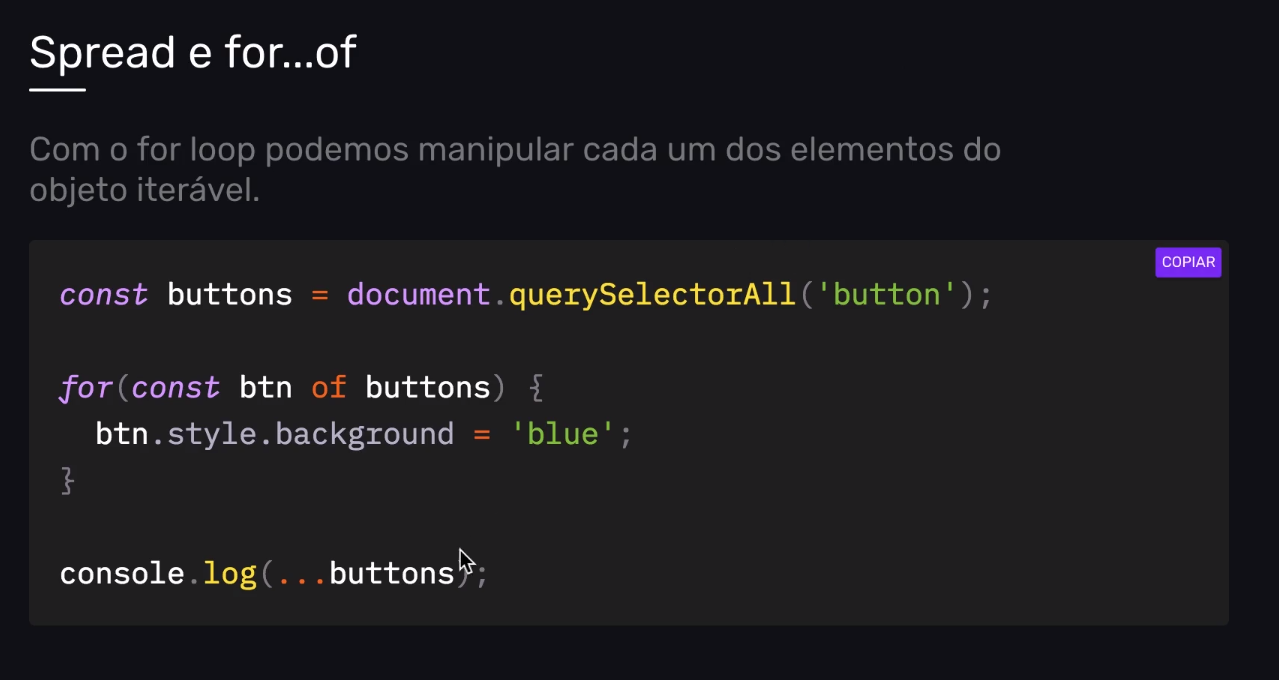 Spread e for...of
Com o for loop podemos manipular cada um dos elementos do
objeto iterável.
COPIAR
const buttons = document.querySelectorAll('button');
for(const btn of buttons) {
  btn.style.background = 'blue';
}
console.log(...buttons);